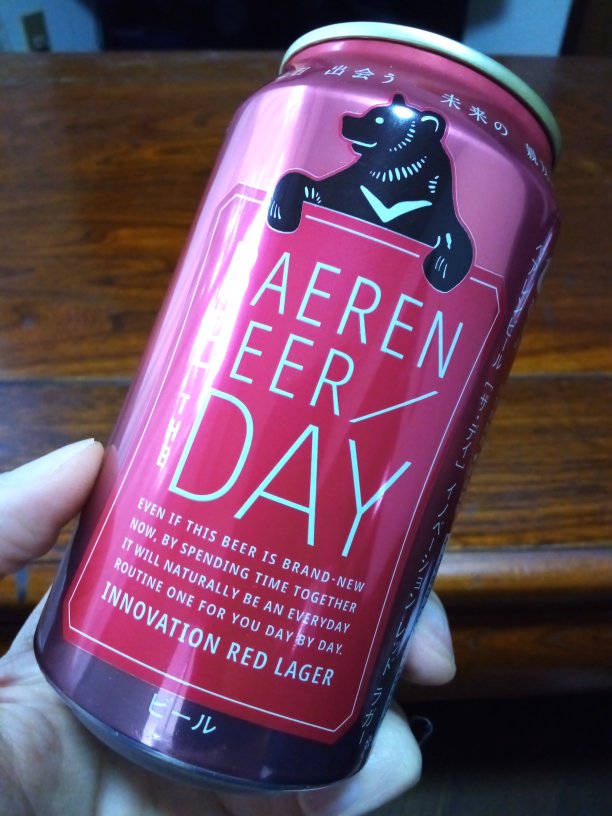 出会う 未来の
AEREN
EER/
DAY
EVEN IF THIS BEER IS BRAND-NEW
NOW, BY SPENDING TIME TOGETHER
IT WILL NATURALLY BE AN EVERYDAY
ROUTINE ONE FOR YOU DAY BY DAY.
INNOVATION RED LAGER
ビール